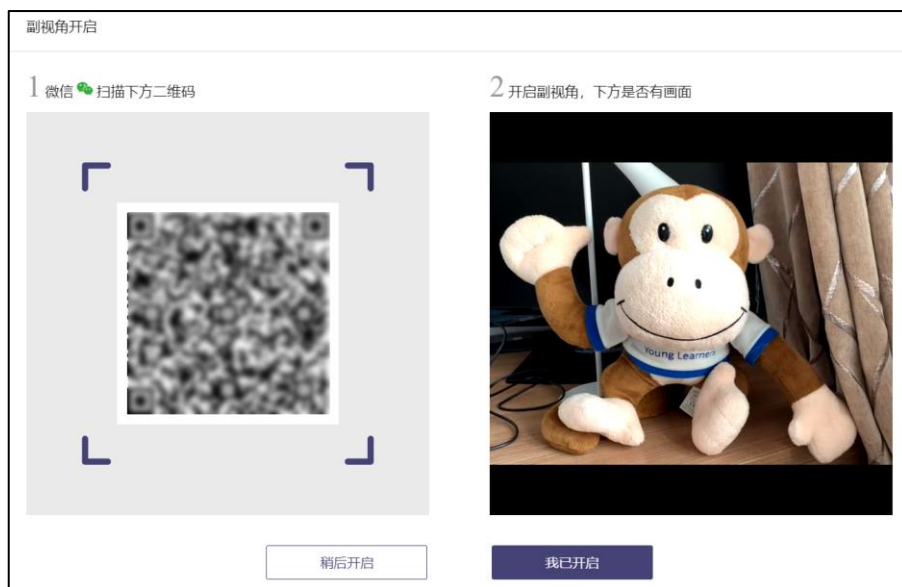 副视角开启
1 微信 扫描下方二维码
2 开启副视角，下方是否有画面
Young Learners
稍后开启
我已开启